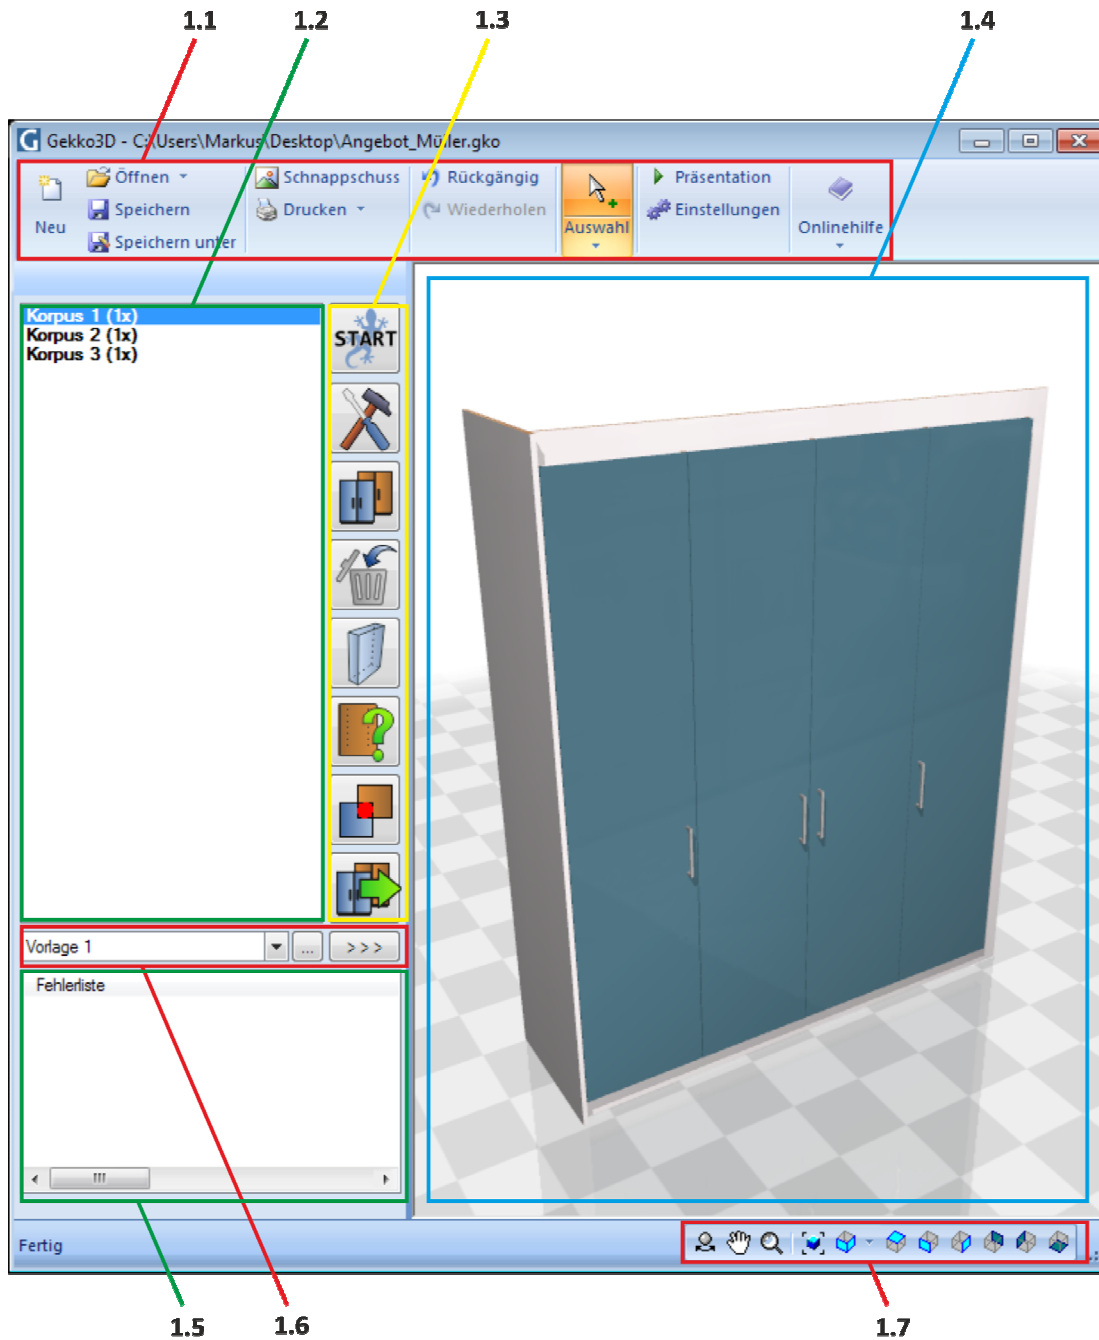 1.1 1.2 1.3 1.4
Gekko3D - C:\Users\Markus\Desktop\Angebot_Müller.gko
Neu
Öffnen
Speichern
Speichern unter
Schnappschuss
Drucken
Rückgängig
Wiederholen
Auswahl
Präsentation
Einstellungen
Onlinehilfe
Korpus 1 (1x)
Korpus 2 (1x)
Korpus 3 (1x)
START
Vorlage 1
...
>>>
Fehlerliste
Fertig
1.5 1.6 1.7